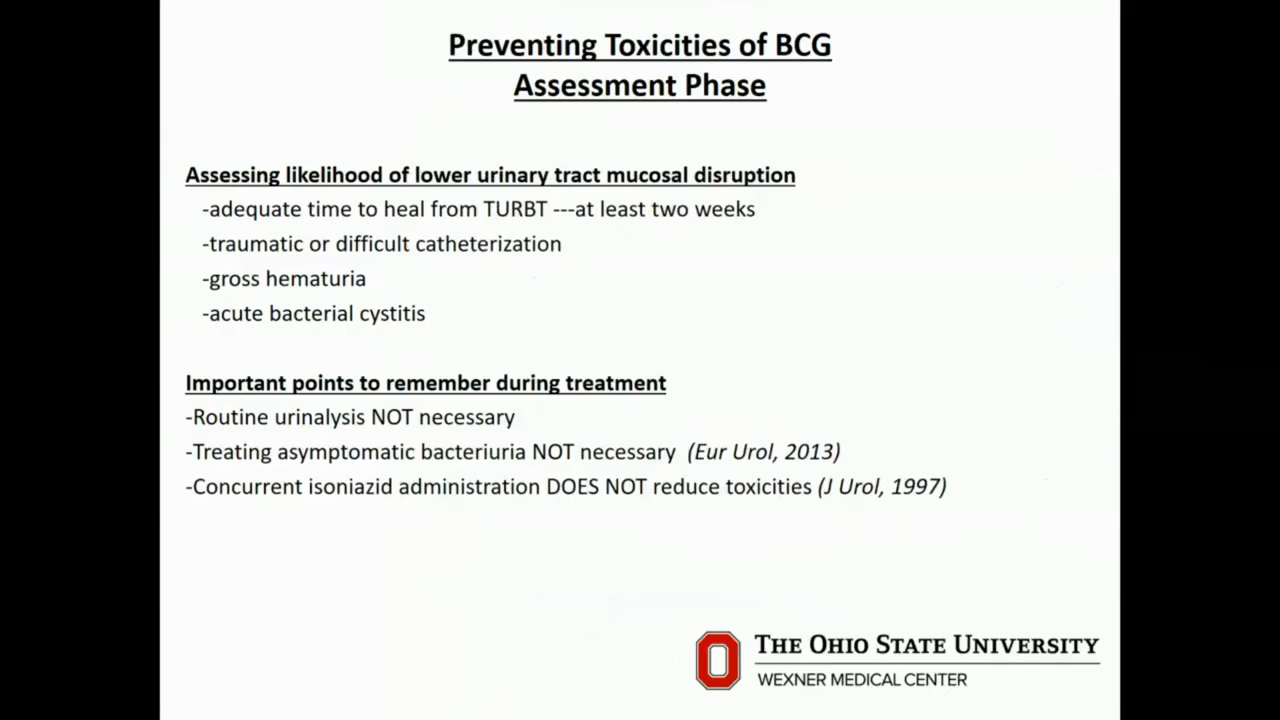 Preventing Toxicities of BCG
Assessment Phase
Assessing likelihood of lower urinary tract mucosal disruption
-adequate time to heal from TURBT ---at least two weeks
-traumatic or difficult catheterization
-gross hematuria
-acute bacterial cystitis
Important points to remember during treatment
-Routine urinalysis NOT necessary
-Treating asymptomatic bacteriuria NOT necessary (Eur Urol, 2013)
-Concurrent isoniazid administration DOES NOT reduce toxicities (J Urol, 1997)
THE OHIO STATE UNIVERSITY
WEXNER MEDICAL CENTER